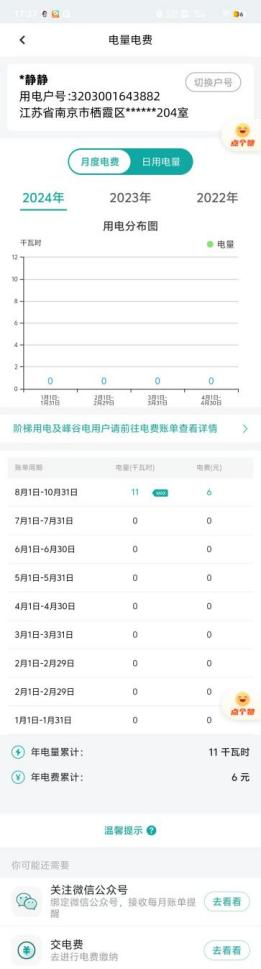 17:37
电量电费
*静静
切换户号
用电户号:3203001643882
江苏省南京市栖霞区******204室
点个赞
月度电费
日用电量
2024年
2023年
2022年
用电分布图
千瓦时
电量
12
10
8
6
4
2
0
0
0
0
0
1月1日-
1月31日
2月1日-
2月29日
3月1日-
3月31日
4月1日-
4月30日
阶梯用电及峰谷电用户请前往电费账单查看详情
账单周期 电量(千瓦时) 电费(元)
8月1日-10月31日 11 MAX 6
7月1日-7月31日 0 0
6月1日-6月30日 0 0
5月1日-5月31日 0 0
4月1日-4月30日 0 0
3月1日-3月31日 0 0
2月1日-2月29日 0 0
2月1日-2月29日 0 0
1月1日-1月31日 0 0
点个赞
年电量累计: 11 千瓦时
¥ 年电费累计: 6 元
温馨提示 ?
你可能还需要
关注微信公众号
绑定微信公众号，接收每月账单提
醒
去看看
¥
交电费
去进行电费缴纳
去看看